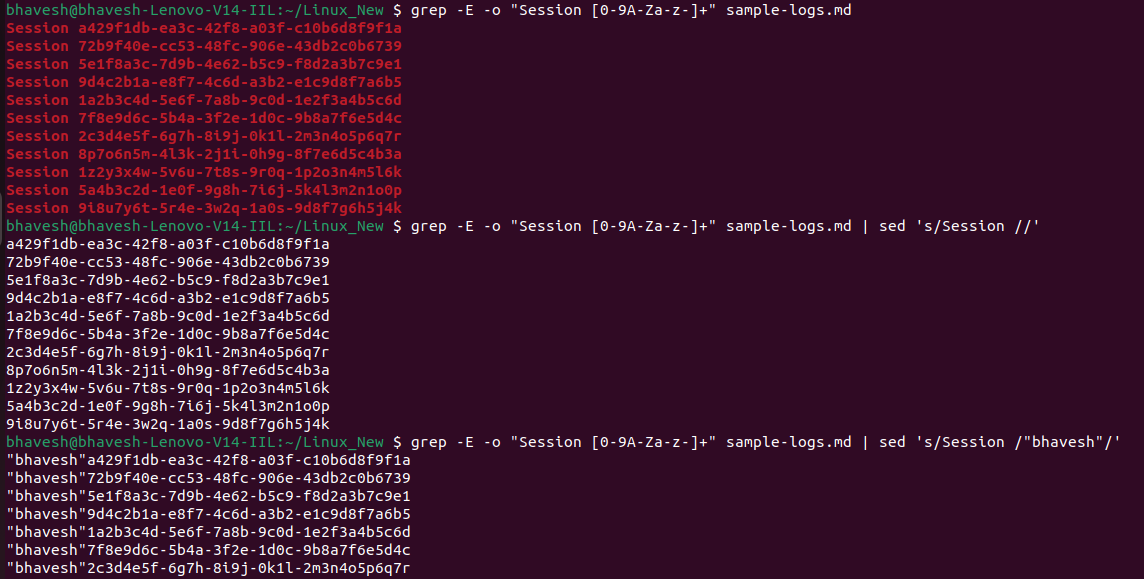 bhavesh@bhavesh-Lenovo-V14-IIL:~/Linux_New $ grep -E -o "Session [0-9A-Za-z-]+" sample-logs.md
Session a429f1db-ea3c-42f8-a03f-c10b6d8f9f1a
Session 72b9f40e-cc53-48fc-906e-43db2c0b6739
Session 5e1f8a3c-7d9b-4e62-b5c9-f8d2a3b7c9e1
Session 9d4c2b1a-e8f7-4c6d-a3b2-e1c9d8f7a6b5
Session 1a2b3c4d-5e6f-7a8b-9c0d-1e2f3a4b5c6d
Session 7f8e9d6c-5b4a-3f2e-1d0c-9b8a7f6e5d4c
Session 2c3d4e5f-6g7h-8i9j-0k1l-2m3n4o5p6q7r
Session 8p7o6n5m-4l3k-2j1i-0h9g-8f7e6d5c4b3a
Session 1z2y3x4w-5v6u-7t8s-9r0q-1p2o3n4m5l6k
Session 5a4b3c2d-1e0f-9g8h-7i6j-5k4l3m2n1o0p
Session 9i8u7y6t-5r4e-3w2q-1a0s-9d8f7g6h5j4k
bhavesh@bhavesh-Lenovo-V14-IIL:~/Linux_New $ grep -E -o "Session [0-9A-Za-z-]+" sample-logs.md | sed 's/Session //'
a429f1db-ea3c-42f8-a03f-c10b6d8f9f1a
72b9f40e-cc53-48fc-906e-43db2c0b6739
5e1f8a3c-7d9b-4e62-b5c9-f8d2a3b7c9e1
9d4c2b1a-e8f7-4c6d-a3b2-e1c9d8f7a6b5
1a2b3c4d-5e6f-7a8b-9c0d-1e2f3a4b5c6d
7f8e9d6c-5b4a-3f2e-1d0c-9b8a7f6e5d4c
2c3d4e5f-6g7h-8i9j-0k1l-2m3n4o5p6q7r
8p7o6n5m-4l3k-2j1i-0h9g-8f7e6d5c4b3a
1z2y3x4w-5v6u-7t8s-9r0q-1p2o3n4m5l6k
5a4b3c2d-1e0f-9g8h-7i6j-5k4l3m2n1o0p
9i8u7y6t-5r4e-3w2q-1a0s-9d8f7g6h5j4k
bhavesh@bhavesh-Lenovo-V14-IIL:~/Linux_New $ grep -E -o "Session [0-9A-Za-z-]+" sample-logs.md | sed 's/Session /"bhavesh"/'
"bhavesh"a429f1db-ea3c-42f8-a03f-c10b6d8f9f1a
"bhavesh"72b9f40e-cc53-48fc-906e-43db2c0b6739
"bhavesh"5e1f8a3c-7d9b-4e62-b5c9-f8d2a3b7c9e1
"bhavesh"9d4c2b1a-e8f7-4c6d-a3b2-e1c9d8f7a6b5
"bhavesh"1a2b3c4d-5e6f-7a8b-9c0d-1e2f3a4b5c6d
"bhavesh"7f8e9d6c-5b4a-3f2e-1d0c-9b8a7f6e5d4c
"bhavesh"2c3d4e5f-6g7h-8i9j-0k1l-2m3n4o5p6q7r